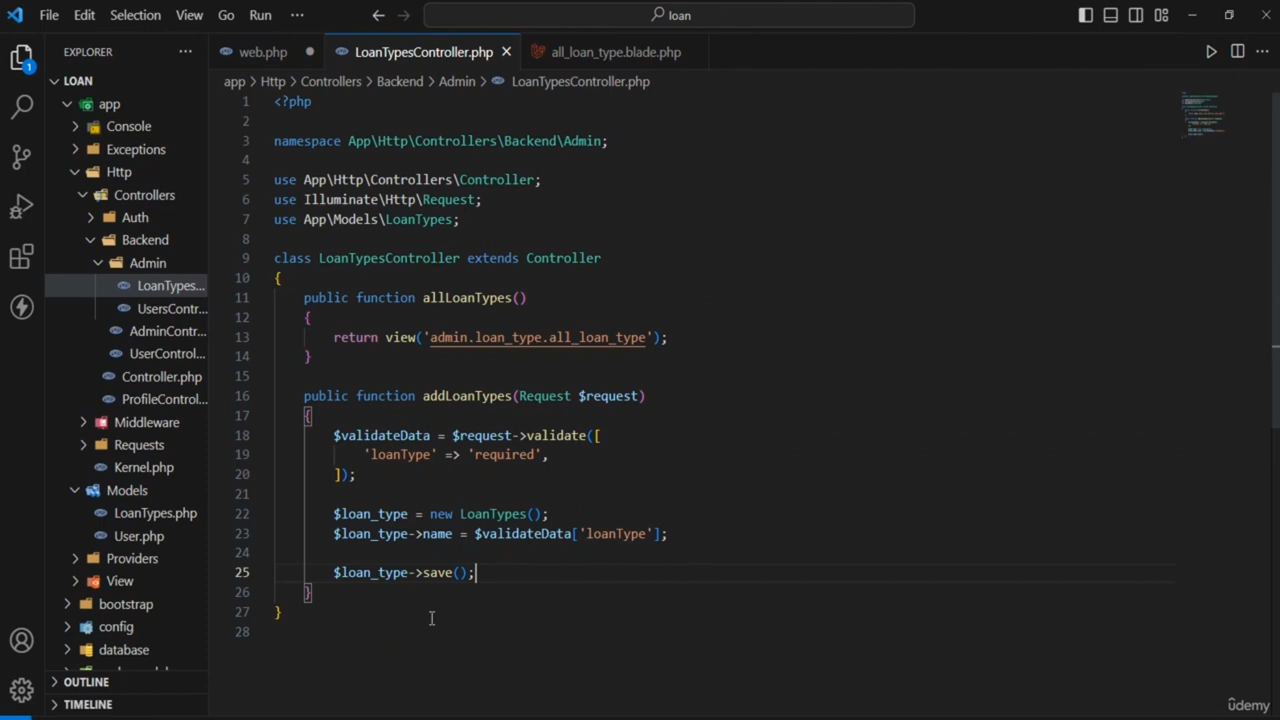 File Edit Selection View Go Run ··· loan
EXPLORER ···
web.php LoanTypesController.php all_loan_type.blade.php
LOAN
app > Http > Controllers > Backend > Admin > LoanTypesController.php
app
Console
Exceptions
Http
Controllers
Auth
Backend
Admin
LoanTypes...
UsersContr...
AdminContr...
UserControl...
Controller.php
ProfileControl...
Middleware
Requests
Kernel.php
Models
LoanTypes.php
User.php
Providers
View
bootstrap
config
database
OUTLINE
TIMELINE
1
1 <?php
2
3 namespace App\Http\Controllers\Backend\Admin;
4
5 use App\Http\Controllers\Controller;
6 use Illuminate\Http\Request;
7 use App\Models\LoanTypes;
8
9 class LoanTypesController extends Controller
10 {
11 public function allLoanTypes()
12 {
13 return view('admin.loan_type.all_loan_type');
14 }
15
16 public function addLoanTypes(Request $request)
17 {
18 $validateData = $request->validate([
19 'loanType' => 'required',
20 ]);
21
22 $loan_type = new LoanTypes();
23 $loan_type->name = $validateData['loanType'];
24
25 $loan_type->save();
26 }
27 }
28
ûdemy